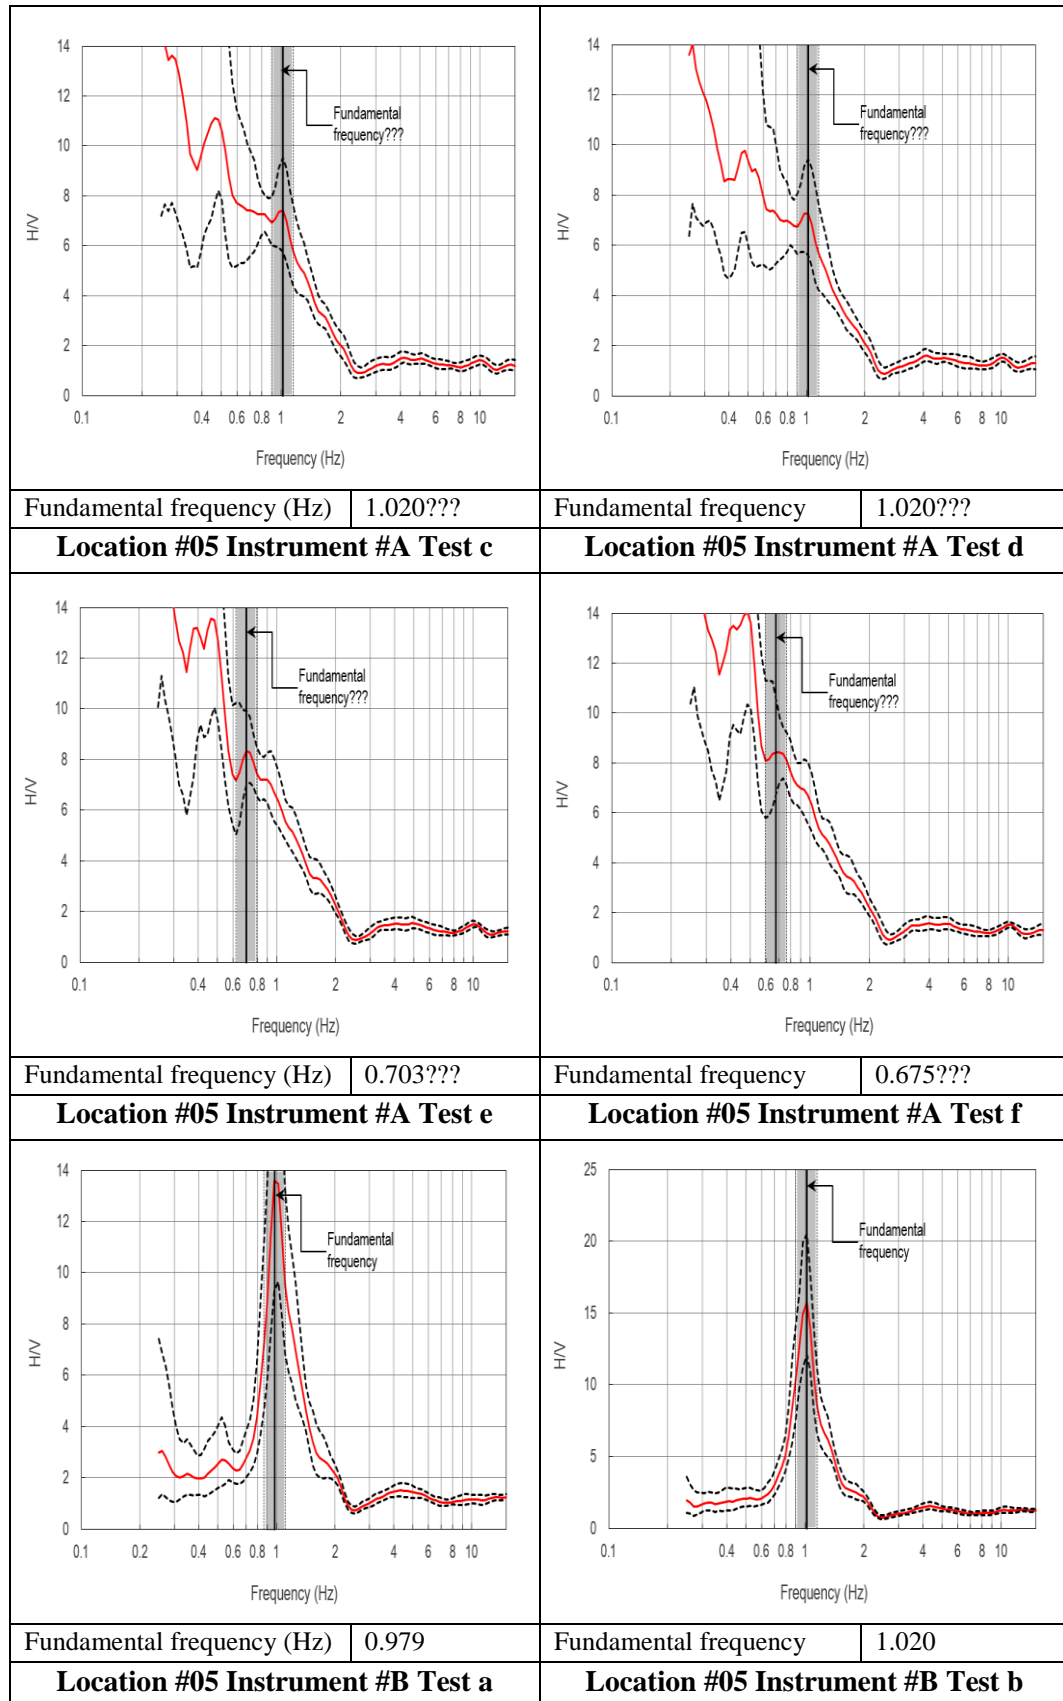 14
12
10
8
6
4
2
0
H/V
Fundamental
frequency???
0.1 0.4 0.6 0.8 1 2 4 6 8 10
Frequency (Hz)
14
12
10
8
6
4
2
0
H/V
Fundamental
frequency???
0.1 0.4 0.6 0.8 1 2 4 6 8 10
Frequency (Hz)
Fundamental frequency (Hz) 1.020??? Fundamental frequency 1.020???
Location #05 Instrument #A Test c Location #05 Instrument #A Test d
14
12
10
8
6
4
2
0
H/V
Fundamental
frequency???
0.1 0.4 0.6 0.8 1 2 4 6 8 10
Frequency (Hz)
14
12
10
8
6
4
2
0
H/V
Fundamental
frequency???
0.1 0.4 0.6 0.8 1 2 4 6 8 10
Frequency (Hz)
Fundamental frequency (Hz) 0.703??? Fundamental frequency 0.675???
Location #05 Instrument #A Test e Location #05 Instrument #A Test f
14
12
10
8
6
4
2
0
H/V
Fundamental
frequency
0.1 0.2 0.4 0.6 0.8 1 2 4 6 8 10
Frequency (Hz)
25
20
15
10
5
0
H/V
Fundamental
frequency
0.1 0.4 0.6 0.8 1 2 4 6 8 10
Frequency (Hz)
Fundamental frequency (Hz) 0.979 Fundamental frequency 1.020
Location #05 Instrument #B Test a Location #05 Instrument #B Test b